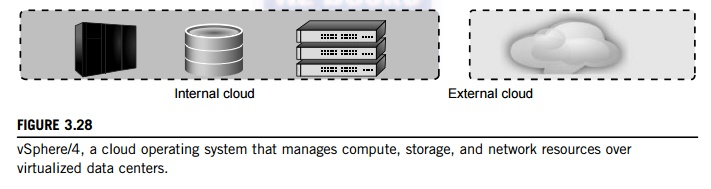 Internal cloud
External cloud
FIGURE 3.28
vSphere/4, a cloud operating system that manages compute, storage, and network resources over
virtualized data centers.